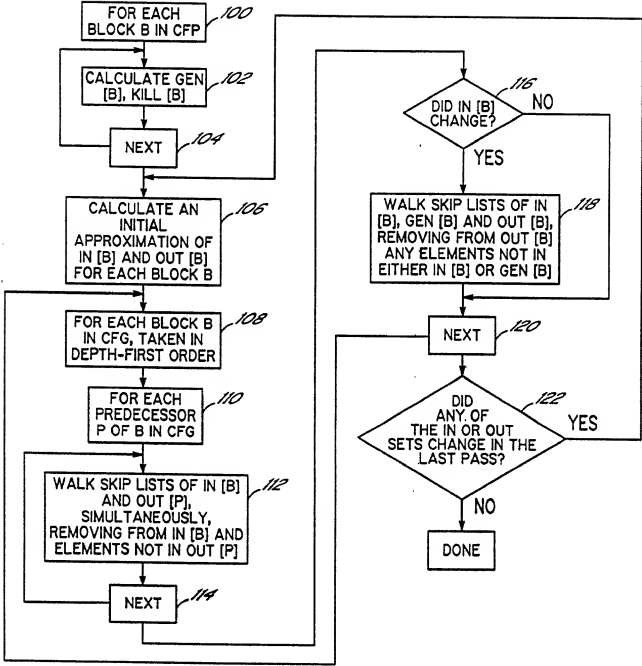 FOR EACH
BLOCK B IN CFP
100
CALCULATE GEN
[B], KILL [B]
102
NEXT
104
CALCULATE AN
INITIAL
APPROXIMATION OF
IN [B] AND OUT [B]
FOR EACH BLOCK B
106
FOR EACH BLOCK B
IN CFG, TAKEN IN
DEPTH-FIRST ORDER
108
FOR EACH
PREDECESSOR
P OF B IN CFG
110
WALK SKIP LISTS OF IN [B]
AND OUT [P],
SIMULTANEOUSLY,
REMOVING FROM IN [B] AND
ELEMENTS NOT IN OUT [P]
112
NEXT
114
DID IN [B]
CHANGE?
116
NO
YES
WALK SKIP LISTS OF IN
[B], GEN [B] AND OUT [B],
REMOVING FROM OUT [B]
ANY ELEMENTS NOT IN
EITHER IN [B] OR GEN [B]
118
NEXT
120
DID
ANY. OF
THE IN OR OUT
SETS CHANGE IN THE
LAST PASS?
122
YES
NO
DONE